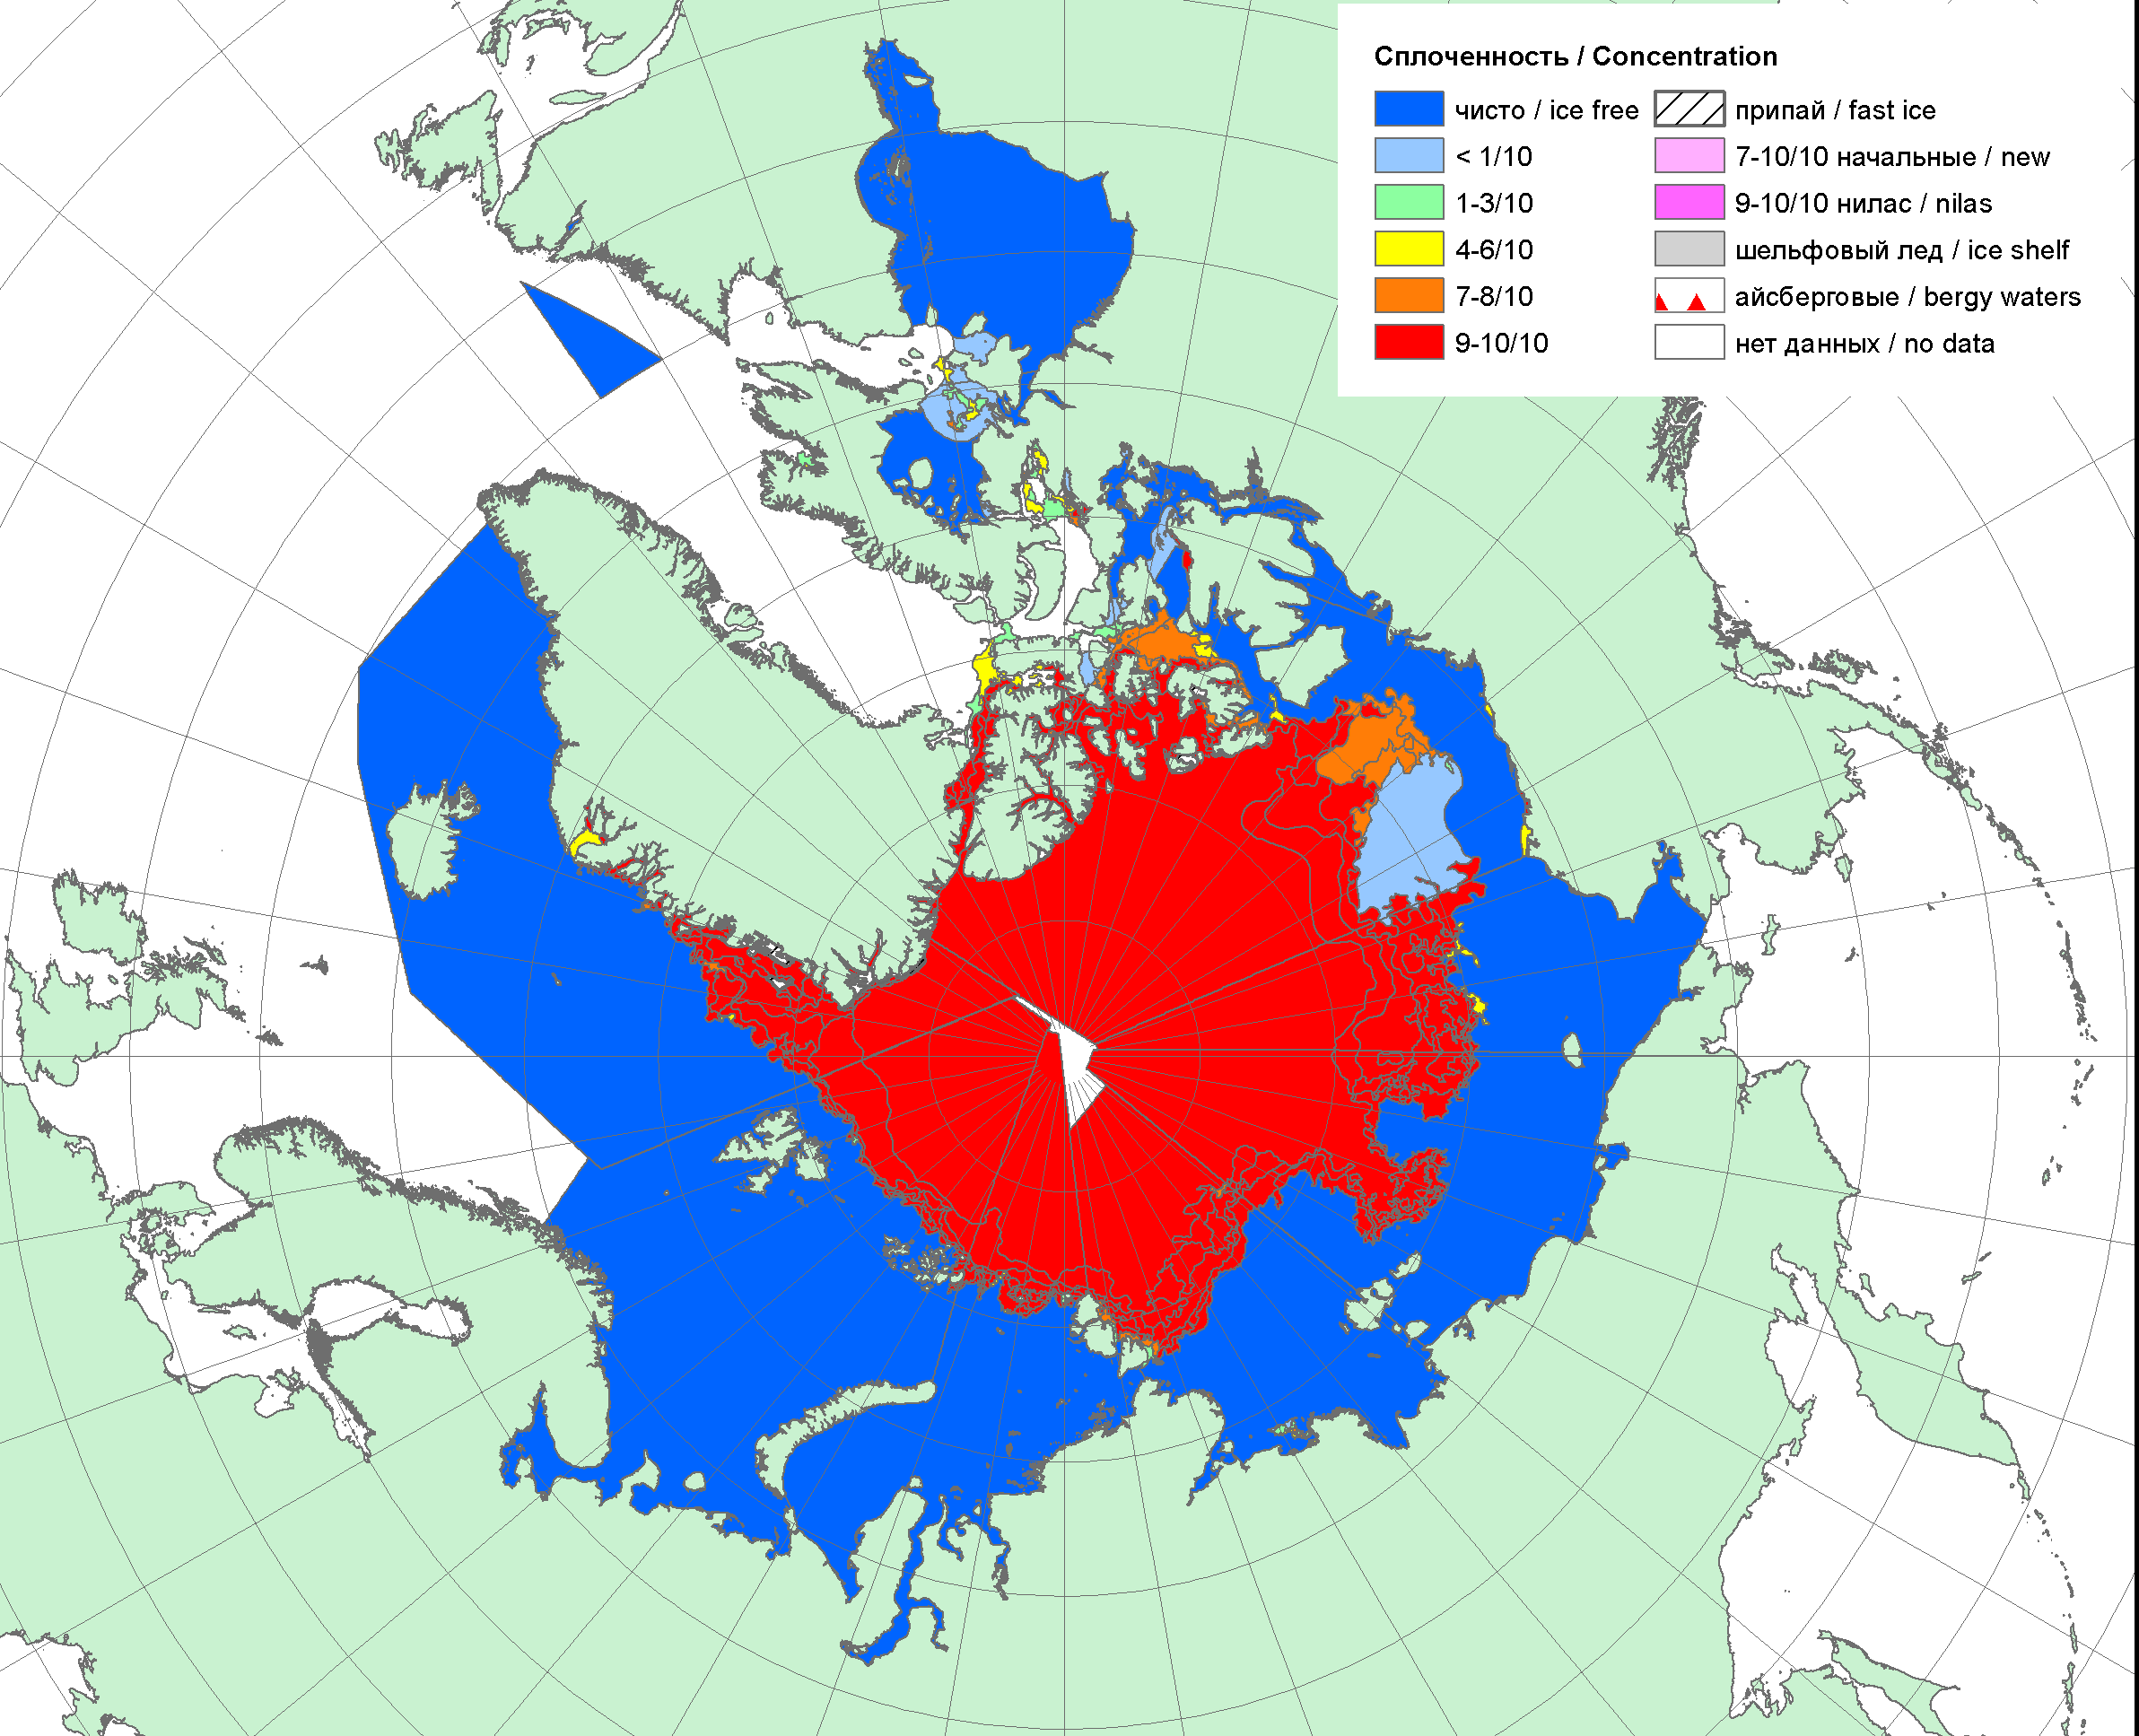 Сплоченность / Concentration
чисто / ice free
< 1/10
1-3/10
4-6/10
7-8/10
9-10/10
припай / fast ice
7-10/10 начальные / new
9-10/10 нилас / nilas
шельфовый лед / ice shelf
айсберговые / bergy waters
нет данных / no data